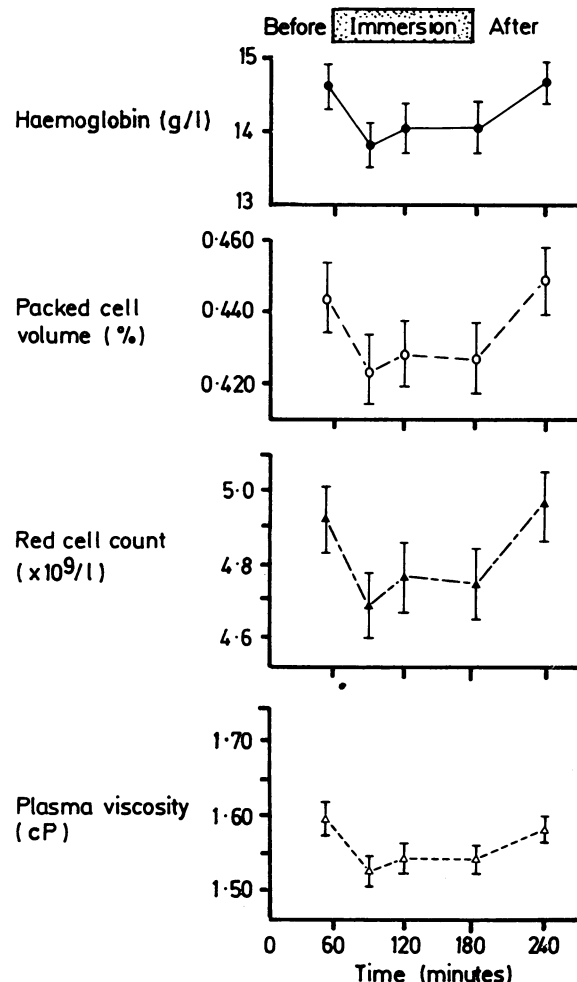 Before Immersion After
15
Haemoglobin (g/l)
14
13
0·460
Packed cell
volume (%)
0·440
0·420
5·0
Red cell count
(x10⁹/l)
4·8
4·6
1·70
Plasma viscosity
(cP)
1·60
1·50
0 60 120 180 240
Time (minutes)